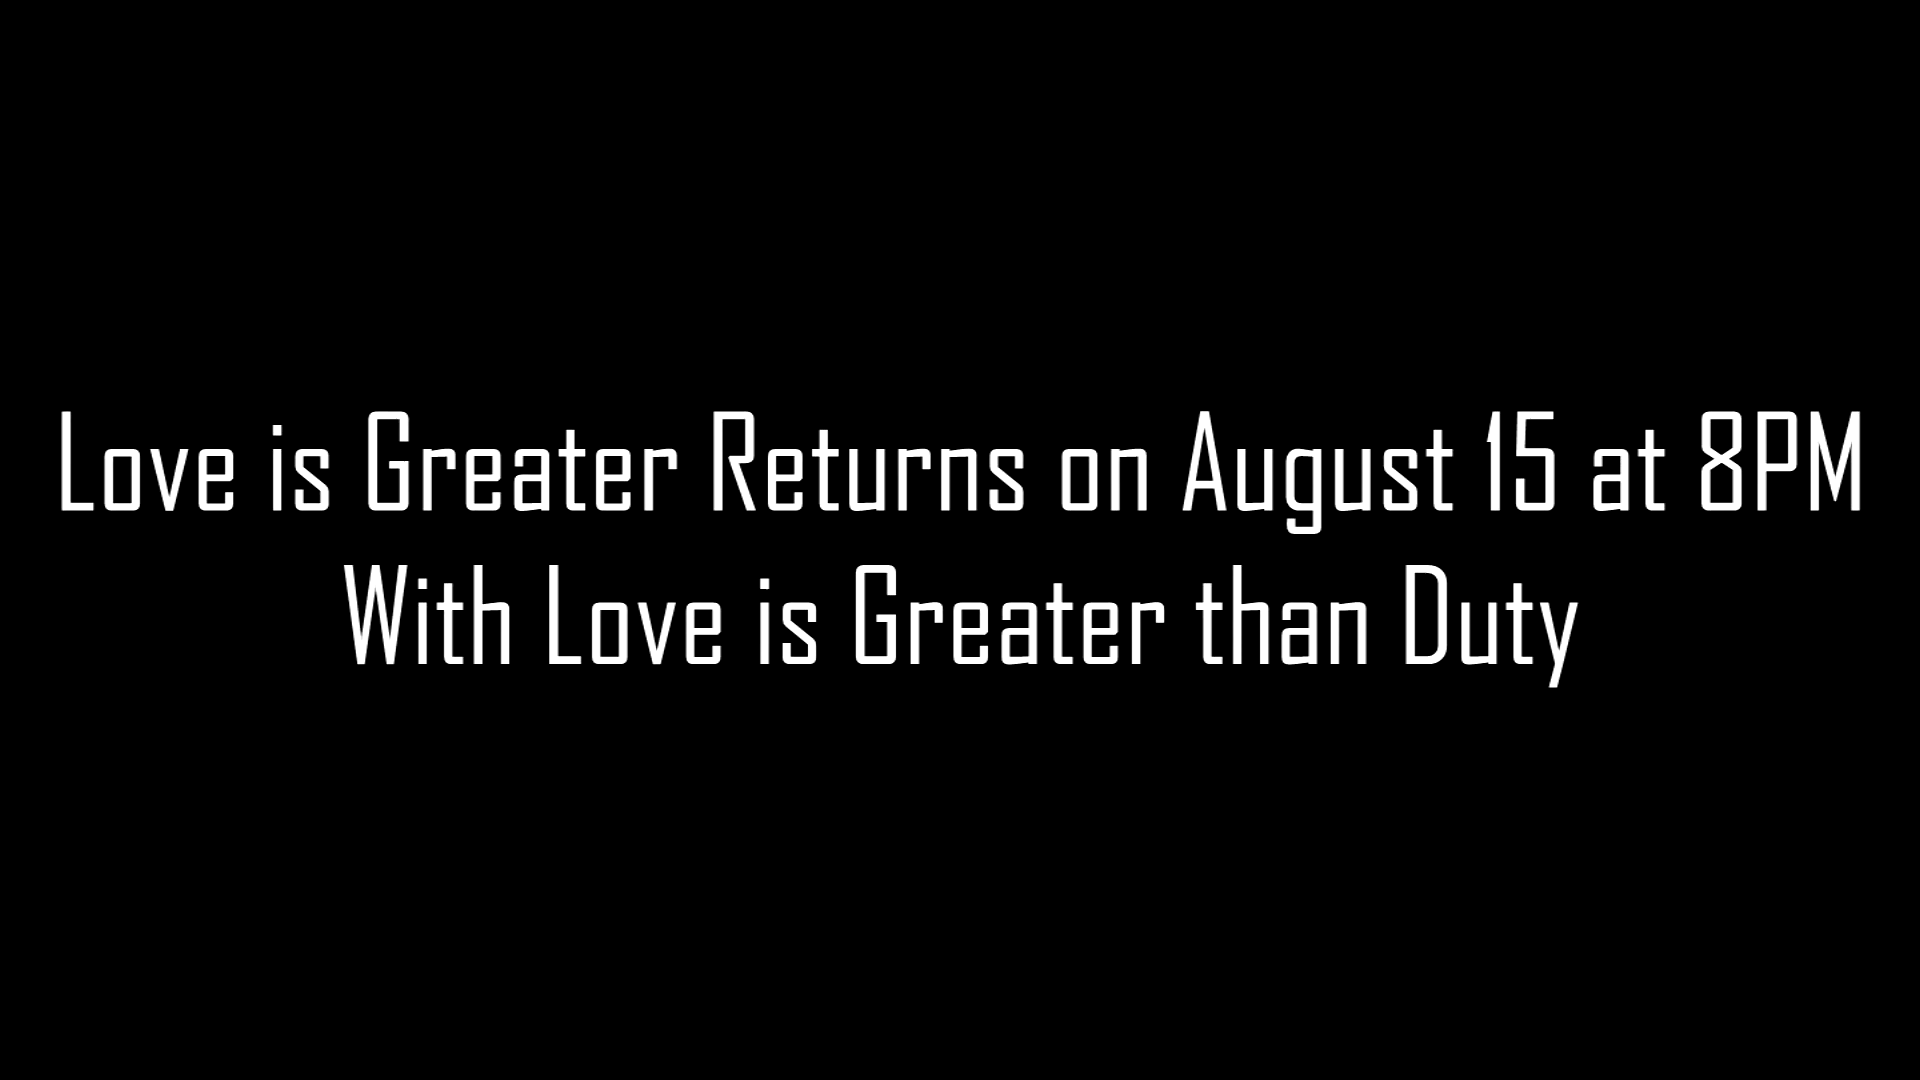 Love is Greater Returns on August 15 at 8PM
With Love is Greater than Duty